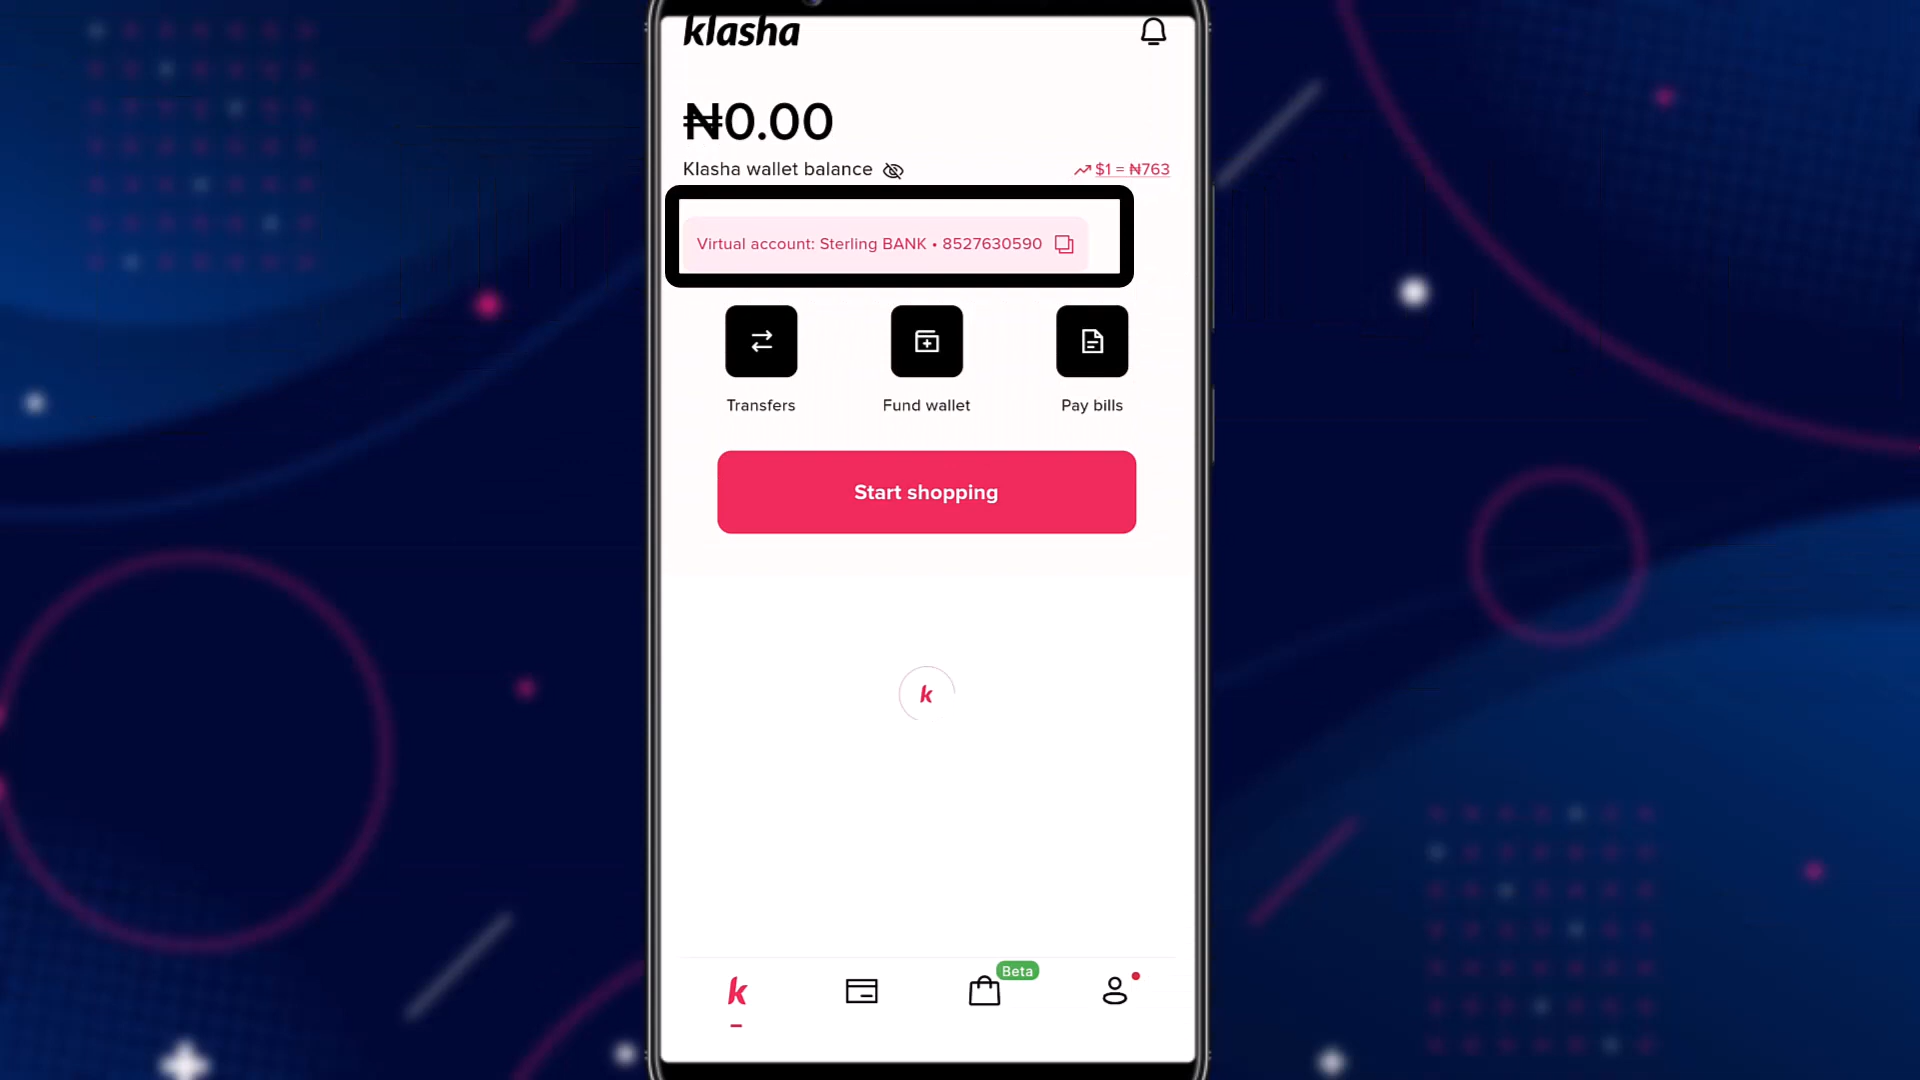 klasha
₦0.00
Klasha wallet balance
$1 = ₦763
Virtual account: Sterling BANK • 8527630590
Transfers
Fund wallet
Pay bills
Start shopping
k
k
Beta